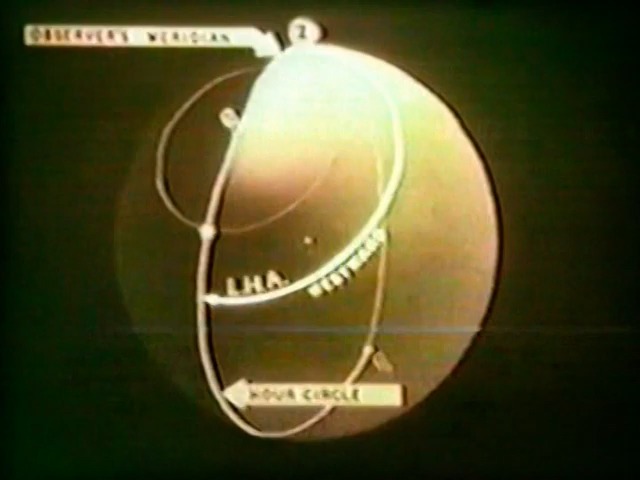 OBSERVER'S MERIDIAN
Z
L.H.A.
WESTWARD
HOUR CIRCLE